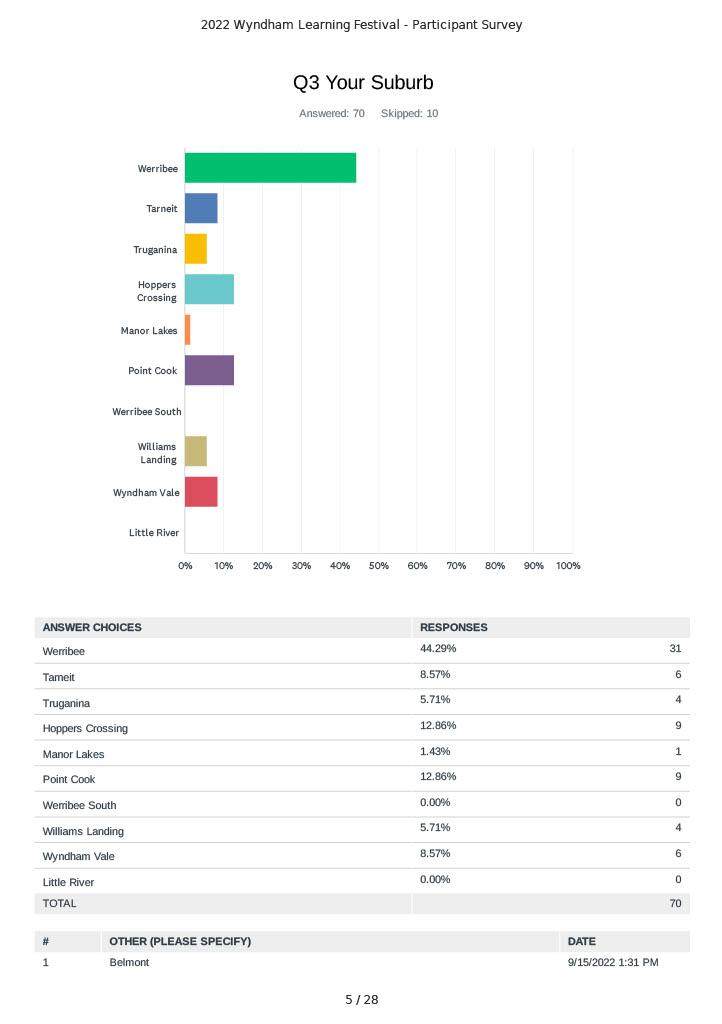 2022 Wyndham Learning Festival - Participant Survey
Q3 Your Suburb
Answered: 70 Skipped: 10
Werribee
Tarneit
Truganina
Hoppers
Crossing
Manor Lakes
Point Cook
Werribee South
Williams
Landing
Wyndham Vale
Little River
0% 10% 20% 30% 40% 50% 60% 70% 80% 90% 100%
ANSWER CHOICES RESPONSES
Werribee 44.29% 31
Tarneit 8.57% 6
Truganina 5.71% 4
Hoppers Crossing 12.86% 9
Manor Lakes 1.43% 1
Point Cook 12.86% 9
Werribee South 0.00% 0
Williams Landing 5.71% 4
Wyndham Vale 8.57% 6
Little River 0.00% 0
TOTAL 70
# OTHER (PLEASE SPECIFY) DATE
1 Belmont 9/15/2022 1:31 PM
5 / 28